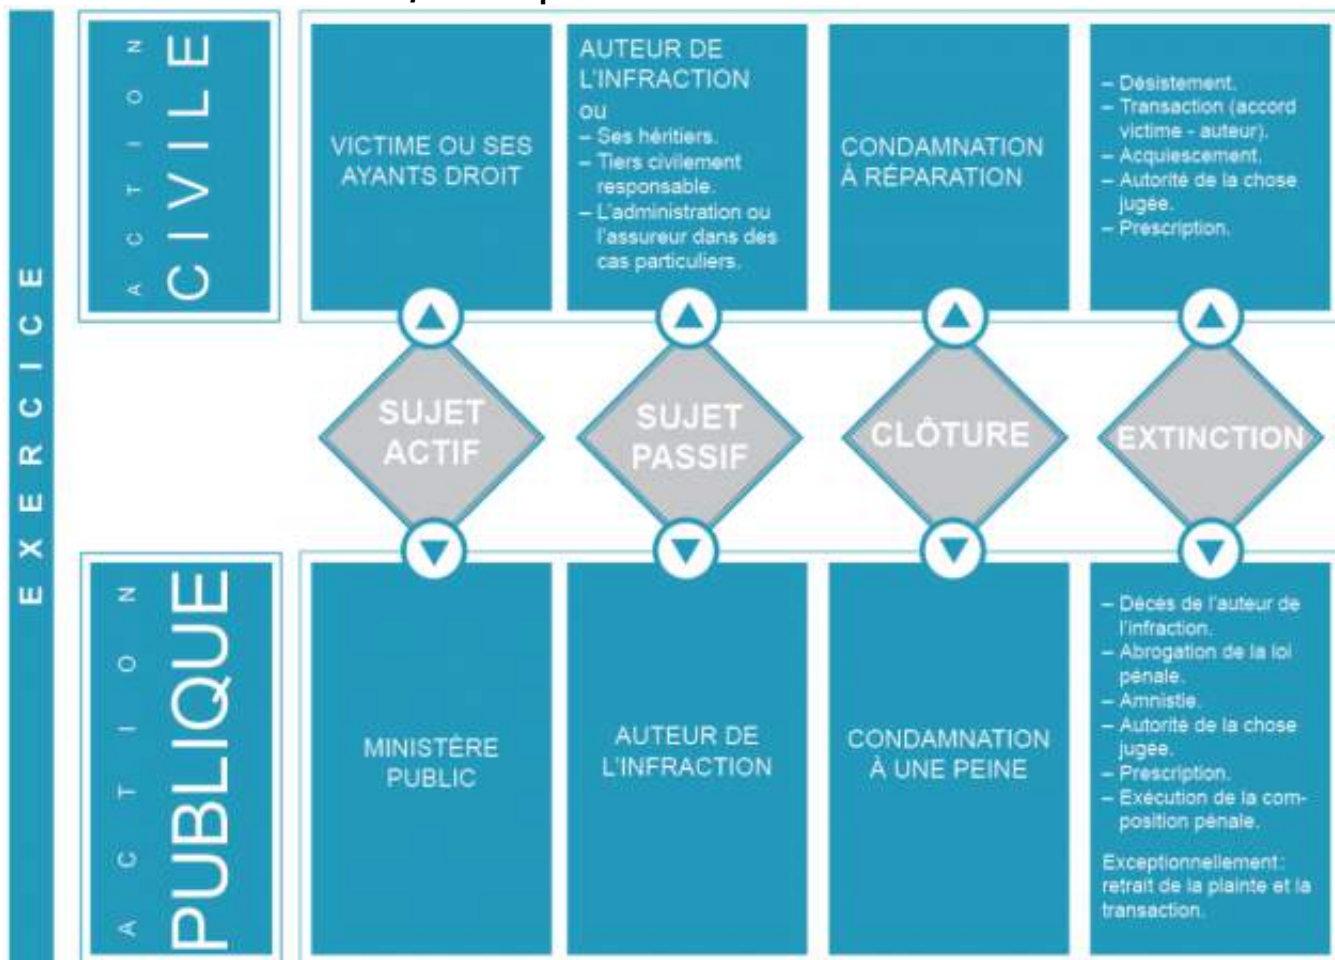 EXERCICE
ACTION
CIVILE
VICTIME OU SES
AYANTS DROIT
AUTEUR DE
L'INFRACTION
ou
– Ses héritiers.
– Tiers civilement
responsable.
– L'administration ou
l'assureur dans des
cas particuliers.
CONDAMNATION
À RÉPARATION
– Désistement.
– Transaction (accord
victime - auteur).
– Acquiescement.
– Autorité de la chose
jugée.
– Prescription.
SUJET
ACTIF
SUJET
PASSIF
CLÔTURE
EXTINCTION
ACTION
PUBLIQUE
MINISTÈRE
PUBLIC
AUTEUR DE
L'INFRACTION
CONDAMNATION
À UNE PEINE
– Décès de l'auteur de
l'infraction.
– Abrogation de la loi
pénale.
– Amnistie.
– Autorité de la chose
jugée.
– Prescription.
– Exécution de la com-
position pénale.
Exceptionnellement :
retrait de la plainte et la
transaction.